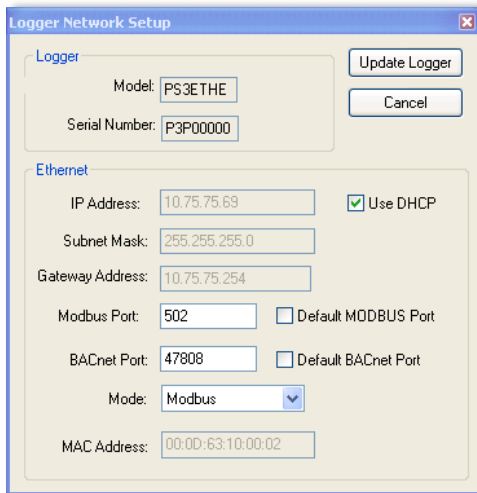 Logger Network Setup
Logger
Model: PS3ETHE
Serial Number: P3P00000
Update Logger
Cancel
Ethernet
IP Address: 10.75.75.69
Use DHCP
Subnet Mask: 255.255.255.0
Gateway Address: 10.75.75.254
Modbus Port: 502
Default MODBUS Port
BACnet Port: 47808
Default BACnet Port
Mode: Modbus
MAC Address: 00:0D:63:10:00:02